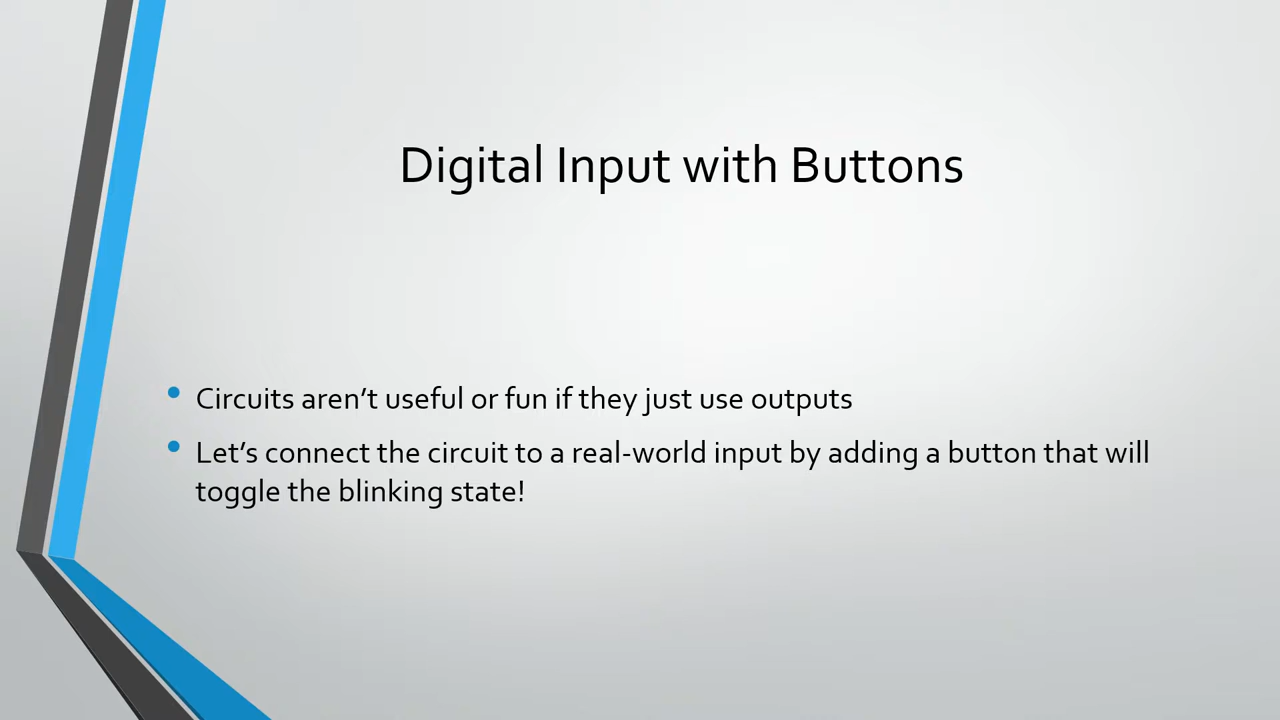 Digital Input with Buttons
• Circuits aren’t useful or fun if they just use outputs
• Let’s connect the circuit to a real-world input by adding a button that will
toggle the blinking state!